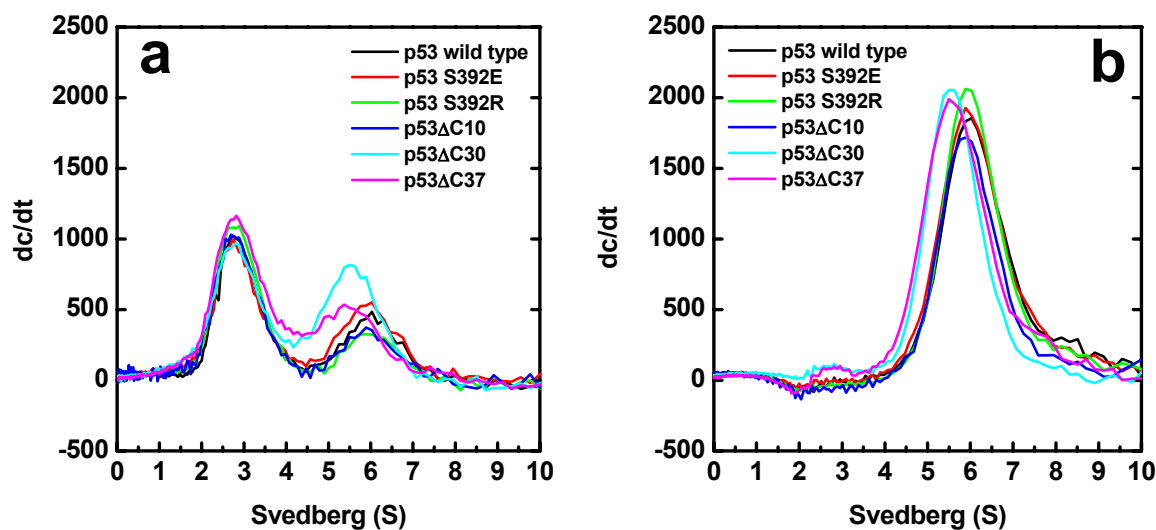 a
p53 wild type
p53 S392E
p53 S392R
p53ΔC10
p53ΔC30
p53ΔC37
2500
2000
1500
1000
500
0
-500
dc/dt
0 1 2 3 4 5 6 7 8 9 10
Svedberg (S)
b
p53 wild type
p53 S392E
p53 S392R
p53ΔC10
p53ΔC30
p53ΔC37
2500
2000
1500
1000
500
0
-500
dc/dt
0 1 2 3 4 5 6 7 8 9 10
Svedberg (S)